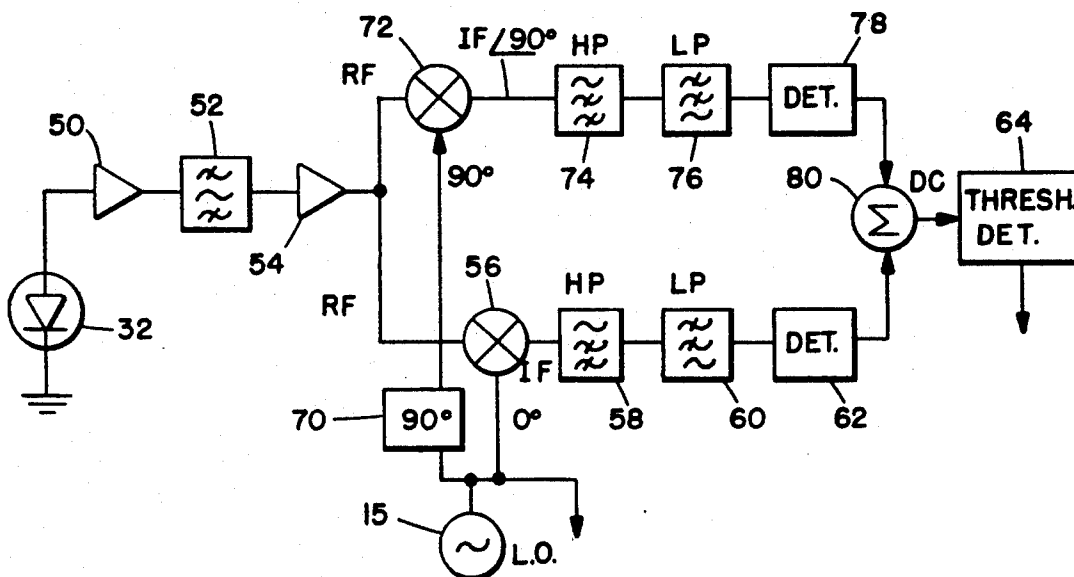 72
IF/90°
HP
LP
78
RF
DET.
50
52
64
90°
74
76
80
DC
THRESH.
DET.
54
Σ
56
HP
LP
RF
32
DET.
IF
70
90°
0°
58
60
62
15
L.O.